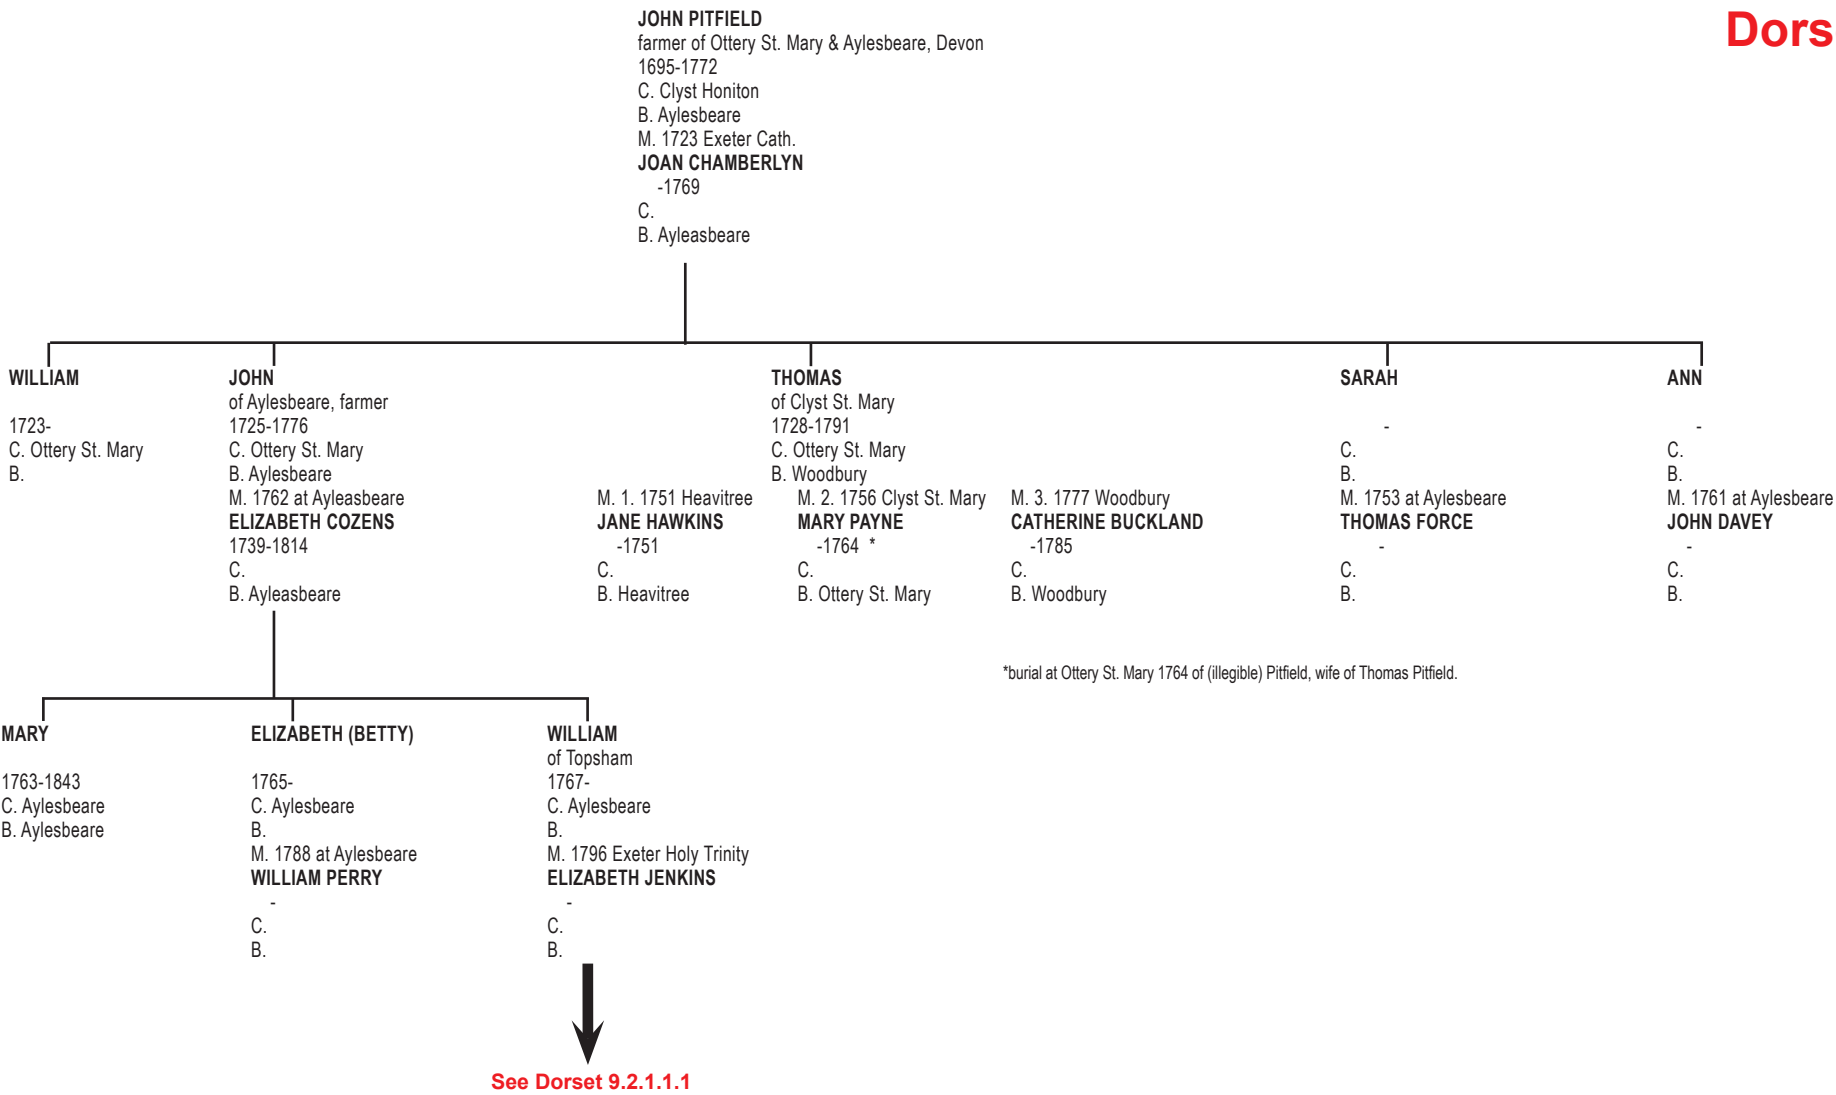 Dors
JOHN PITFIELD
farmer of Ottery St. Mary & Aylesbeare, Devon
1695-1772
C. Clyst Honiton
B. Aylesbeare
M. 1723 Exeter Cath.
JOAN CHAMBERLYN
-1769
C.
B. Ayleasbeare
WILLIAM
1723-
C. Ottery St. Mary
B.
JOHN
of Aylesbeare, farmer
1725-1776
C. Ottery St. Mary
B. Aylesbeare
M. 1762 at Ayleasbeare
ELIZABETH COZENS
1739-1814
C.
B. Ayleasbeare
THOMAS
of Clyst St. Mary
1728-1791
C. Ottery St. Mary
B. Woodbury
M. 1. 1751 Heavitree
JANE HAWKINS
-1751
C.
B. Heavitree
M. 2. 1756 Clyst St. Mary
MARY PAYNE
-1764 *
C.
B. Ottery St. Mary
M. 3. 1777 Woodbury
CATHERINE BUCKLAND
-1785
C.
B. Woodbury
SARAH
-
C.
B.
M. 1753 at Aylesbeare
THOMAS FORCE
-
C.
B.
ANN
-
C.
B.
M. 1761 at Aylesbeare
JOHN DAVEY
-
C.
B.
*burial at Ottery St. Mary 1764 of (illegible) Pitfield, wife of Thomas Pitfield.
MARY
1763-1843
C. Aylesbeare
B. Aylesbeare
ELIZABETH (BETTY)
1765-
C. Aylesbeare
B.
M. 1788 at Aylesbeare
WILLIAM PERRY
-
C.
B.
WILLIAM
of Topsham
1767-
C. Aylesbeare
B.
M. 1796 Exeter Holy Trinity
ELIZABETH JENKINS
-
C.
B.
See Dorset 9.2.1.1.1